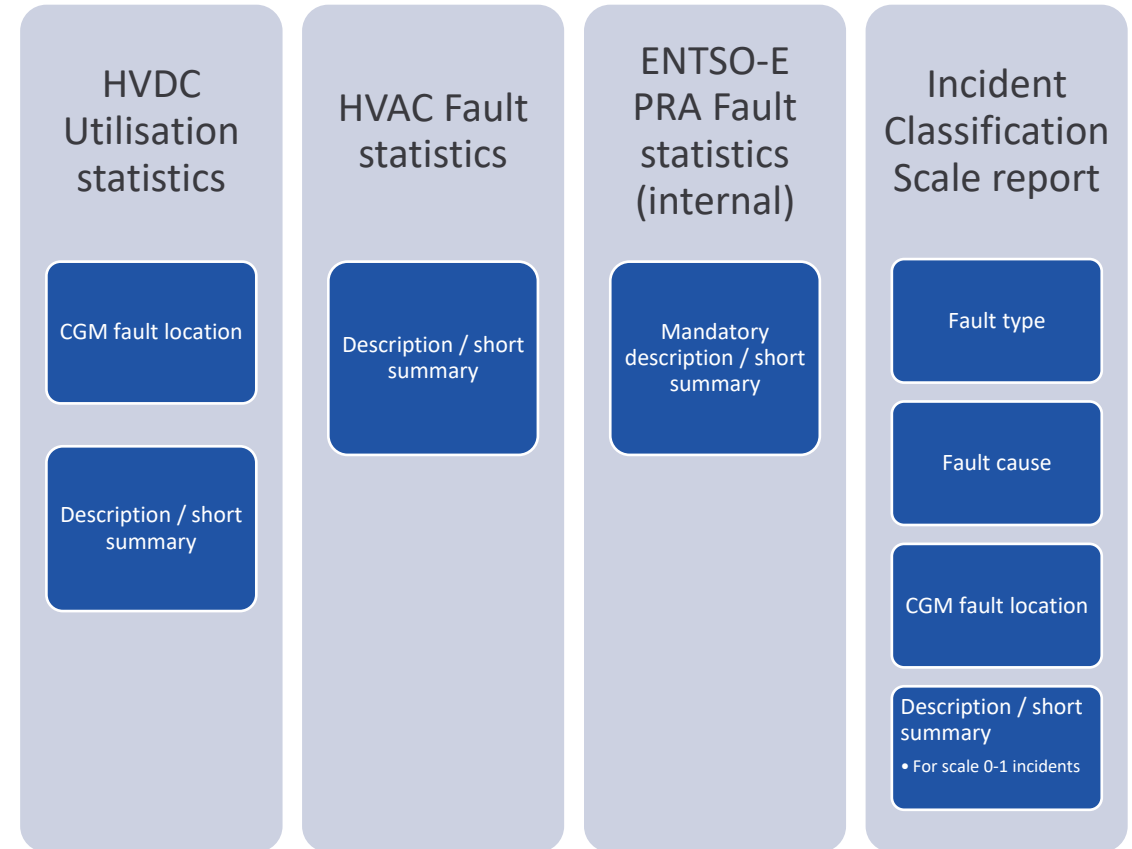 HVDC
Utilisation
statistics
CGM fault location
Description / short
summary
HVAC Fault
statistics
Description / short
summary
ENTSO-E
PRA Fault
statistics
(internal)
Mandatory
description / short
summary
Incident
Classification
Scale report
Fault type
Fault cause
CGM fault location
Description / short
summary
• For scale 0-1 incidents